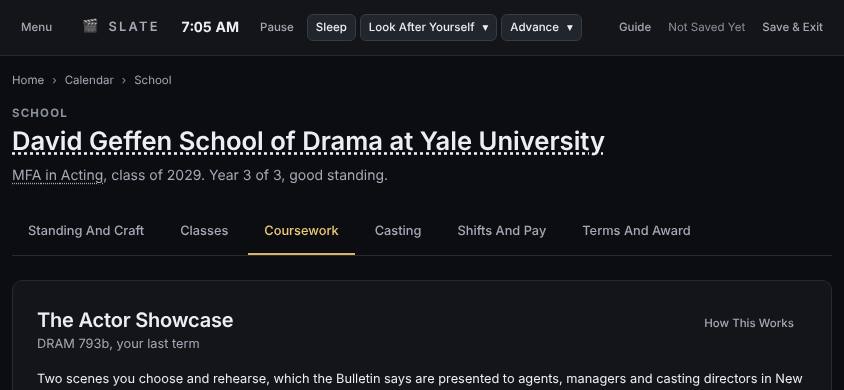 Menu
SLATE
7:05 AM
Pause
Sleep
Look After Yourself ▾
Advance ▾
Guide
Not Saved Yet
Save & Exit
Home › Calendar › School
SCHOOL
David Geffen School of Drama at Yale University
MFA in Acting, class of 2029. Year 3 of 3, good standing.
Standing And Craft
Classes
Coursework
Casting
Shifts And Pay
Terms And Award
The Actor Showcase
How This Works
DRAM 793b, your last term
Two scenes you choose and rehearse, which the Bulletin says are presented to agents, managers and casting directors in New